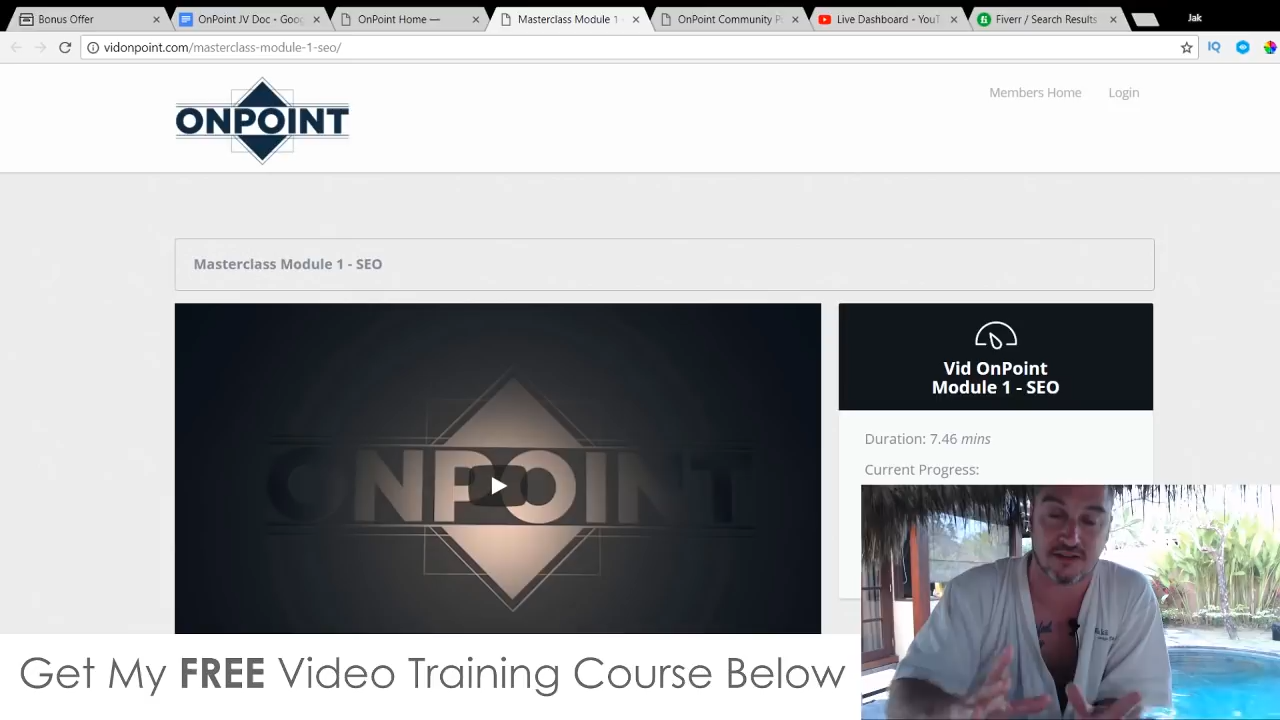 Bonus Offer
OnPoint JV Doc - Goog
OnPoint Home —
Masterclass Module 1 -
OnPoint Community P
Live Dashboard - YouT
Fiverr / Search Results
Jak
vidonpoint.com/masterclass-module-1-seo/
IQ
ONPOINT
Members Home
Login
Masterclass Module 1 - SEO
ONPOINT
Vid OnPoint
Module 1 - SEO
Duration: 7.46 mins
Current Progress:
Get My FREE Video Training Course Below